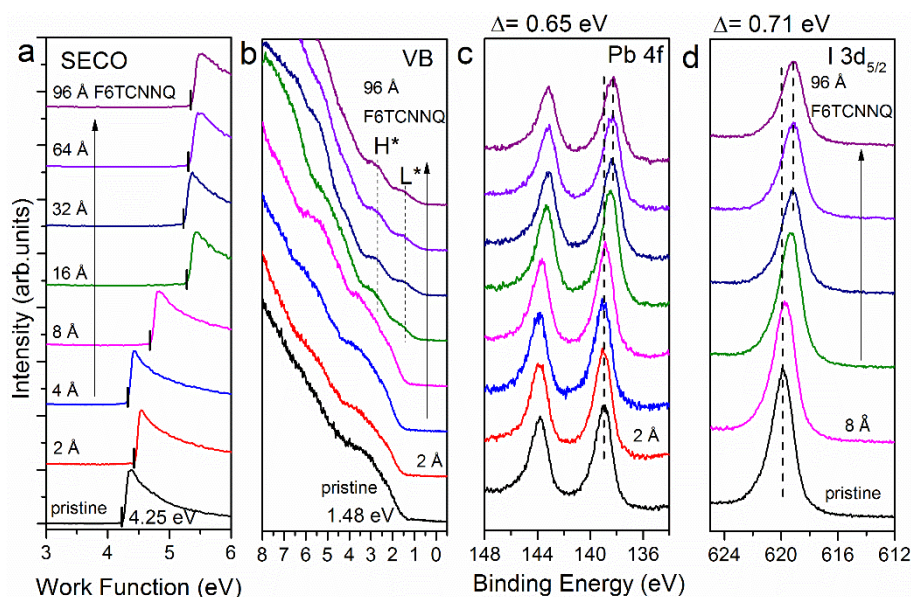 Δ= 0.65 eV
Δ= 0.71 eV
a SECO
96 Å F6TCNNQ
64 Å
32 Å
16 Å
8 Å
4 Å
2 Å
pristine
4.25 eV
3 4 5 6
Work Function (eV)
Intensity (arb.units)
b VB
96 Å
F6TCNNQ
H*
L*
2 Å
pristine
1.48 eV
8 7 6 5 4 3 2 1 0
c Pb 4f
2 Å
148 143 138
d I 3d5/2
96 Å
F6TCNNQ
8 Å
pristine
624 620 616 612
Binding Energy (eV)